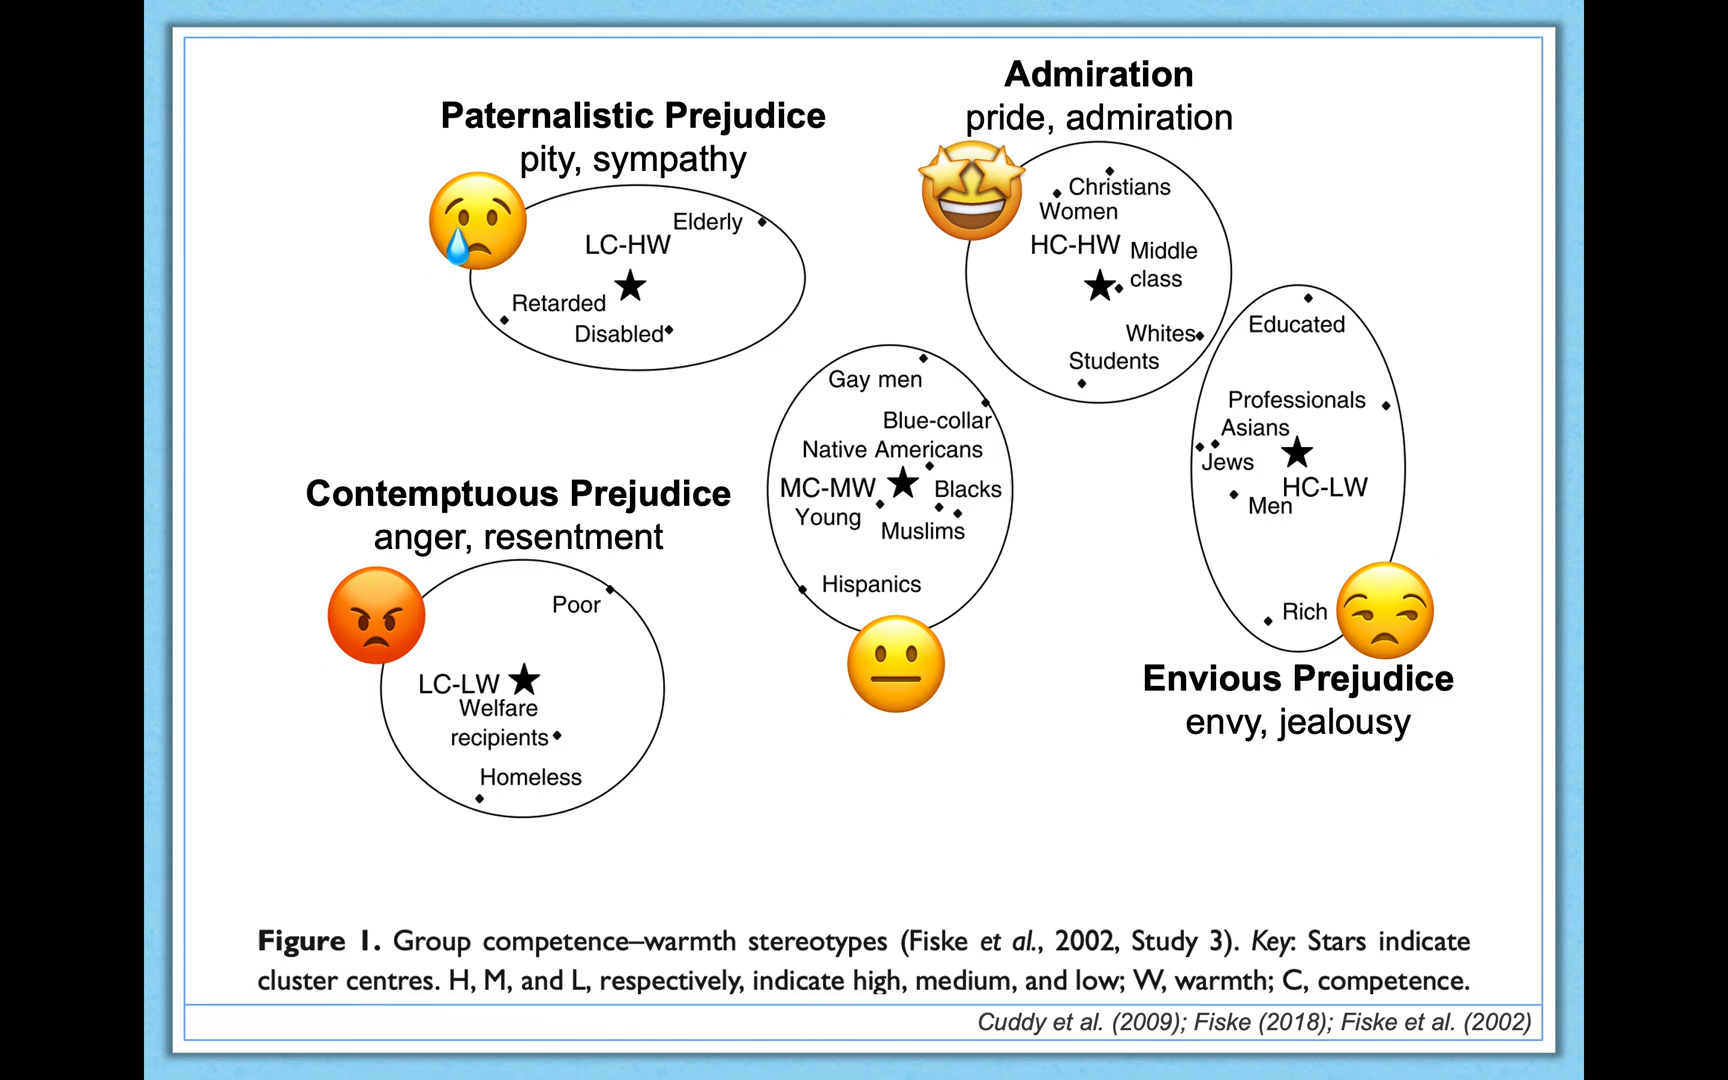 Paternalistic Prejudice
pity, sympathy
Elderly
LC-HW
Retarded
Disabled
Admiration
pride, admiration
Christians
Women
HC-HW
Middle
class
Whites
Students
Gay men
Blue-collar
Native Americans
MC-MW
Blacks
Young
Muslims
Hispanics
Educated
Professionals
Asians
Jews
HC-LW
Men
Rich
Envious Prejudice
envy, jealousy
Contemptuous Prejudice
anger, resentment
Poor
LC-LW
Welfare
recipients
Homeless
Figure 1. Group competence–warmth stereotypes (Fiske et al., 2002, Study 3). Key: Stars indicate
cluster centres. H, M, and L, respectively, indicate high, medium, and low; W, warmth; C, competence.
Cuddy et al. (2009); Fiske (2018); Fiske et al. (2002)